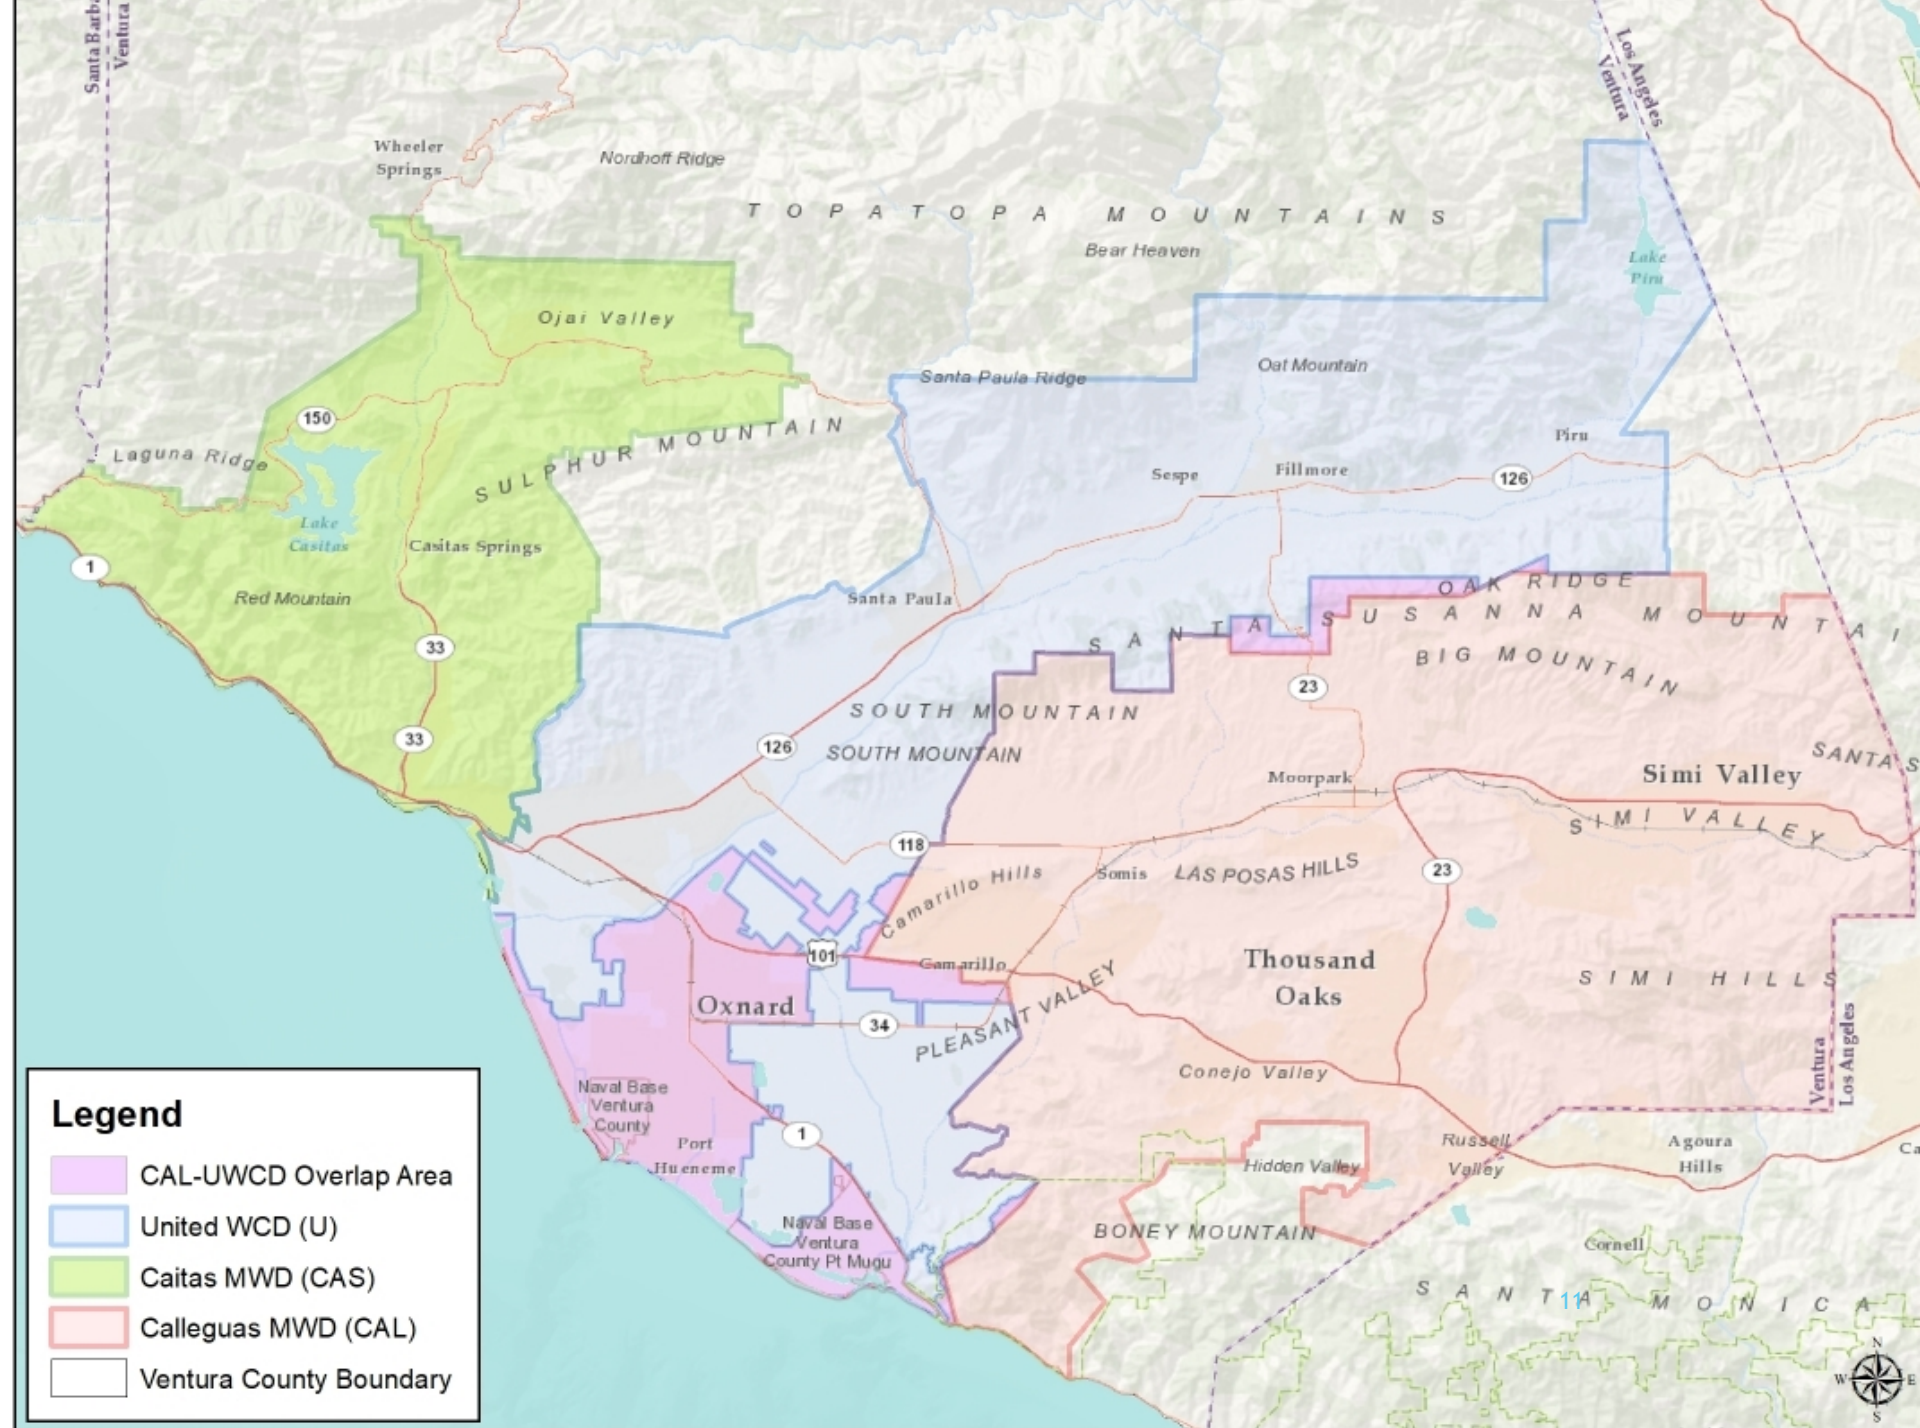 Santa Barb
Ventura
Los Angeles
Ventura
Wheeler
Springs
Nordhoff Ridge
TOPATOPA MOUNTAINS
Bear Heaven
Lake
Piru
Ojai Valley
Santa Paula Ridge
Oat Mountain
150
Laguna Ridge
SULPHUR MOUNTAIN
Piru
Sespe
Fillmore
126
Lake
Casitas
Casitas Springs
1
Red Mountain
Santa Paula
OAK RIDGE
SANTA SUSANNA MOUNTAI
33
BIG MOUNTAIN
23
SOUTH MOUNTAIN
33
126
SOUTH MOUNTAIN
Moorpark
Simi Valley
SANTA S
SIMI VALLEY
118
Camarillo Hills
Somis
LAS POSAS HILLS
23
101
Camarillo
Thousand
Oaks
SIMI HILLS
Oxnard
34
PLEASANT VALLEY
Conejo Valley
Ventura
Los Angeles
Naval Base
Ventura
County
Port
Hueneme
1
Russell
Valley
Agoura
Hills
Ca
Hidden Valley
Naval Base
Ventura
County Pt Mugu
BONEY MOUNTAIN
Cornell
SANTA MONICA
11
N
W
E
S
Legend
CAL-UWCD Overlap Area
United WCD (U)
Caitas MWD (CAS)
Calleguas MWD (CAL)
Ventura County Boundary